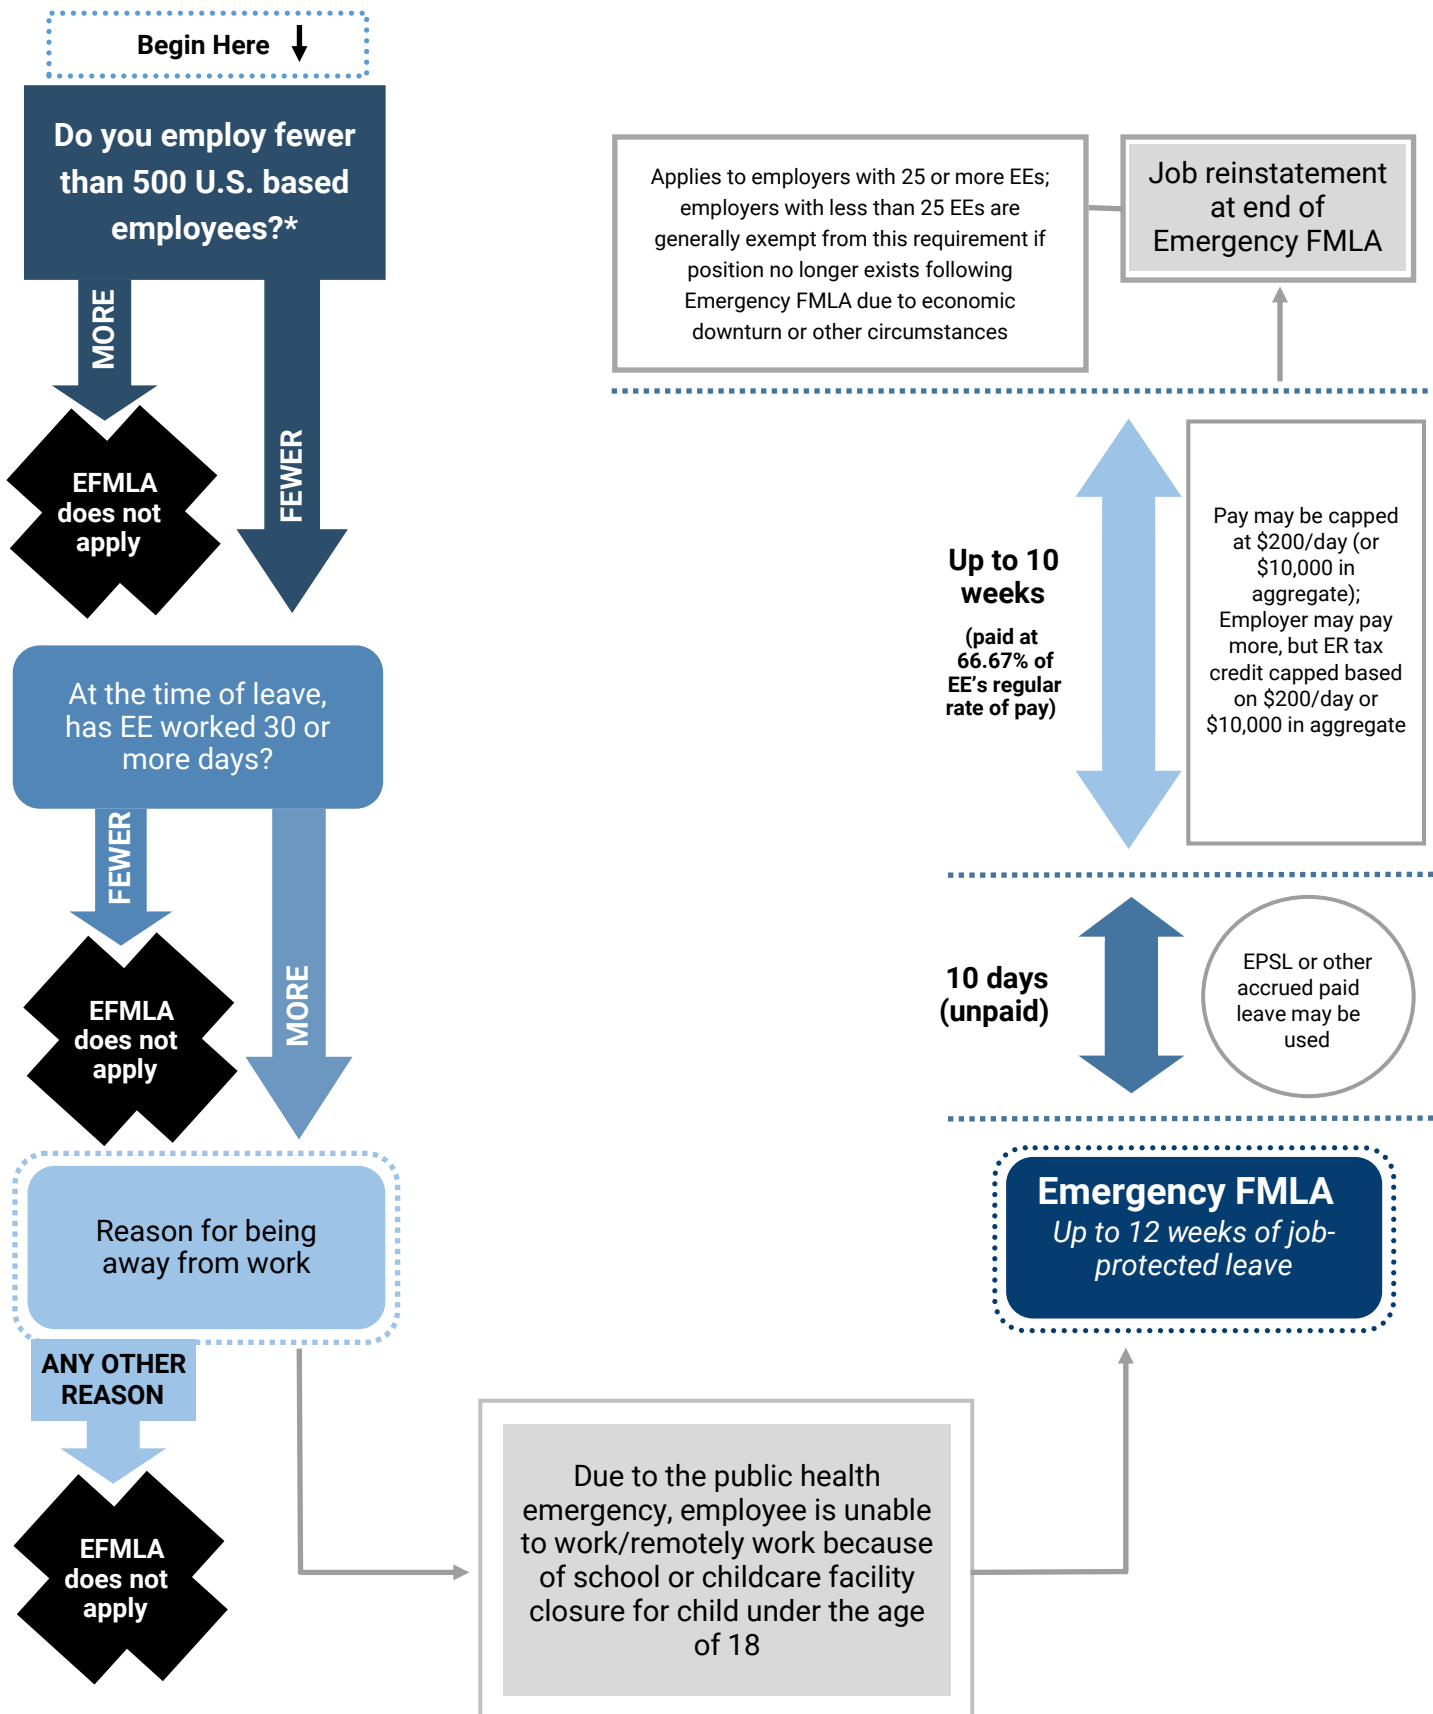 Begin Here
Do you employ fewer
than 500 U.S. based
employees?*
MORE
FEWER
EFMLA
does not
apply
At the time of leave,
has EE worked 30 or
more days?
FEWER
MORE
EFMLA
does not
apply
Reason for being
away from work
ANY OTHER
REASON
EFMLA
does not
apply
Due to the public health
emergency, employee is unable
to work/remotely work because
of school or childcare facility
closure for child under the age
of 18
Emergency FMLA
Up to 12 weeks of job-
protected leave
10 days
(unpaid)
EPSL or other
accrued paid
leave may be
used
Up to 10
weeks
(paid at
66.67% of
EE's regular
rate of pay)
Pay may be capped
at $200/day (or
$10,000 in
aggregate);
Employer may pay
more, but ER tax
credit capped based
on $200/day or
$10,000 in aggregate
Job reinstatement
at end of
Emergency FMLA
Applies to employers with 25 or more EEs;
employers with less than 25 EEs are
generally exempt from this requirement if
position no longer exists following
Emergency FMLA due to economic
downturn or other circumstances